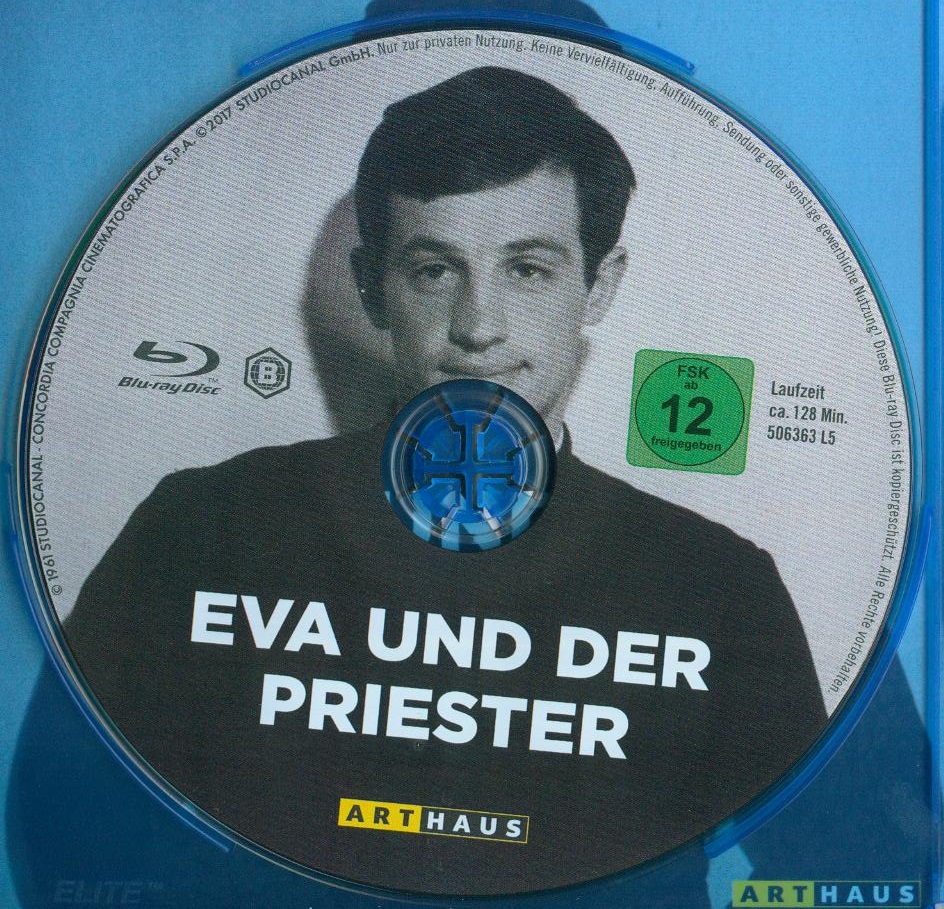 © 1961 STUDIOCANAL - CONCORDIA COMPAGNIA CINEMATOGRAFICA S.P.A. © 2017 STUDIOCANAL GmbH. Nur zur privaten Nutzung. Keine Vervielfältigung, Aufführung, Sendung oder sonstige gewerbliche Nutzung! Diese Blu-ray Disc ist kopiergeschützt. Alle Rechte vorbehalten.
Blu-ray Disc™
B
FSK
ab
12
freigegeben
Laufzeit
ca. 128 Min.
506363 L5
EVA UND DER
PRIESTER
ARTHAUS
ELITE™
ARTHAUS